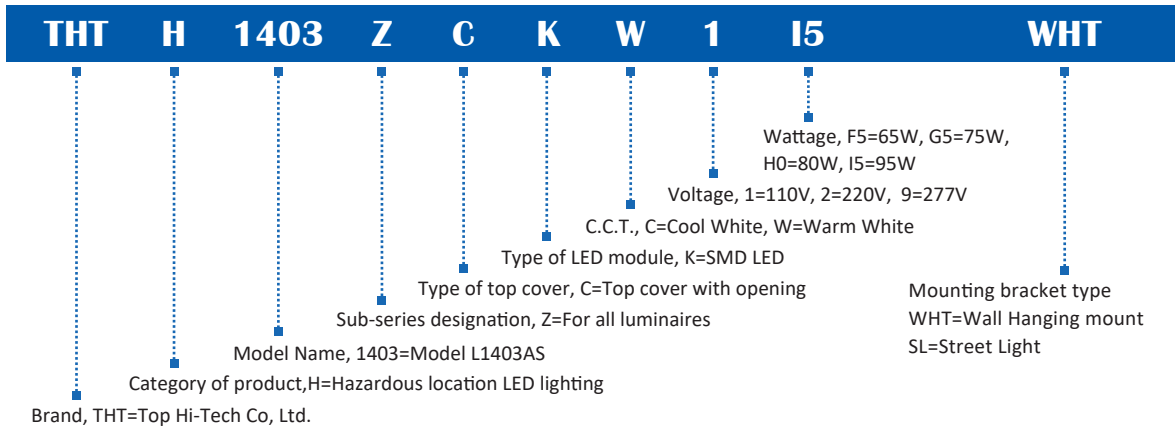 THT H 1403 Z C K W 1 I5 WHT
Wattage, F5=65W, G5=75W,
H0=80W, I5=95W
Voltage, 1=110V, 2=220V, 9=277V
C.C.T., C=Cool White, W=Warm White
Type of LED module, K=SMD LED
Type of top cover, C=Top cover with opening
Sub-series designation, Z=For all luminaires
Model Name, 1403=Model L1403AS
Category of product,H=Hazardous location LED lighting
Brand, THT=Top Hi-Tech Co, Ltd.
Mounting bracket type
WHT=Wall Hanging mount
SL=Street Light